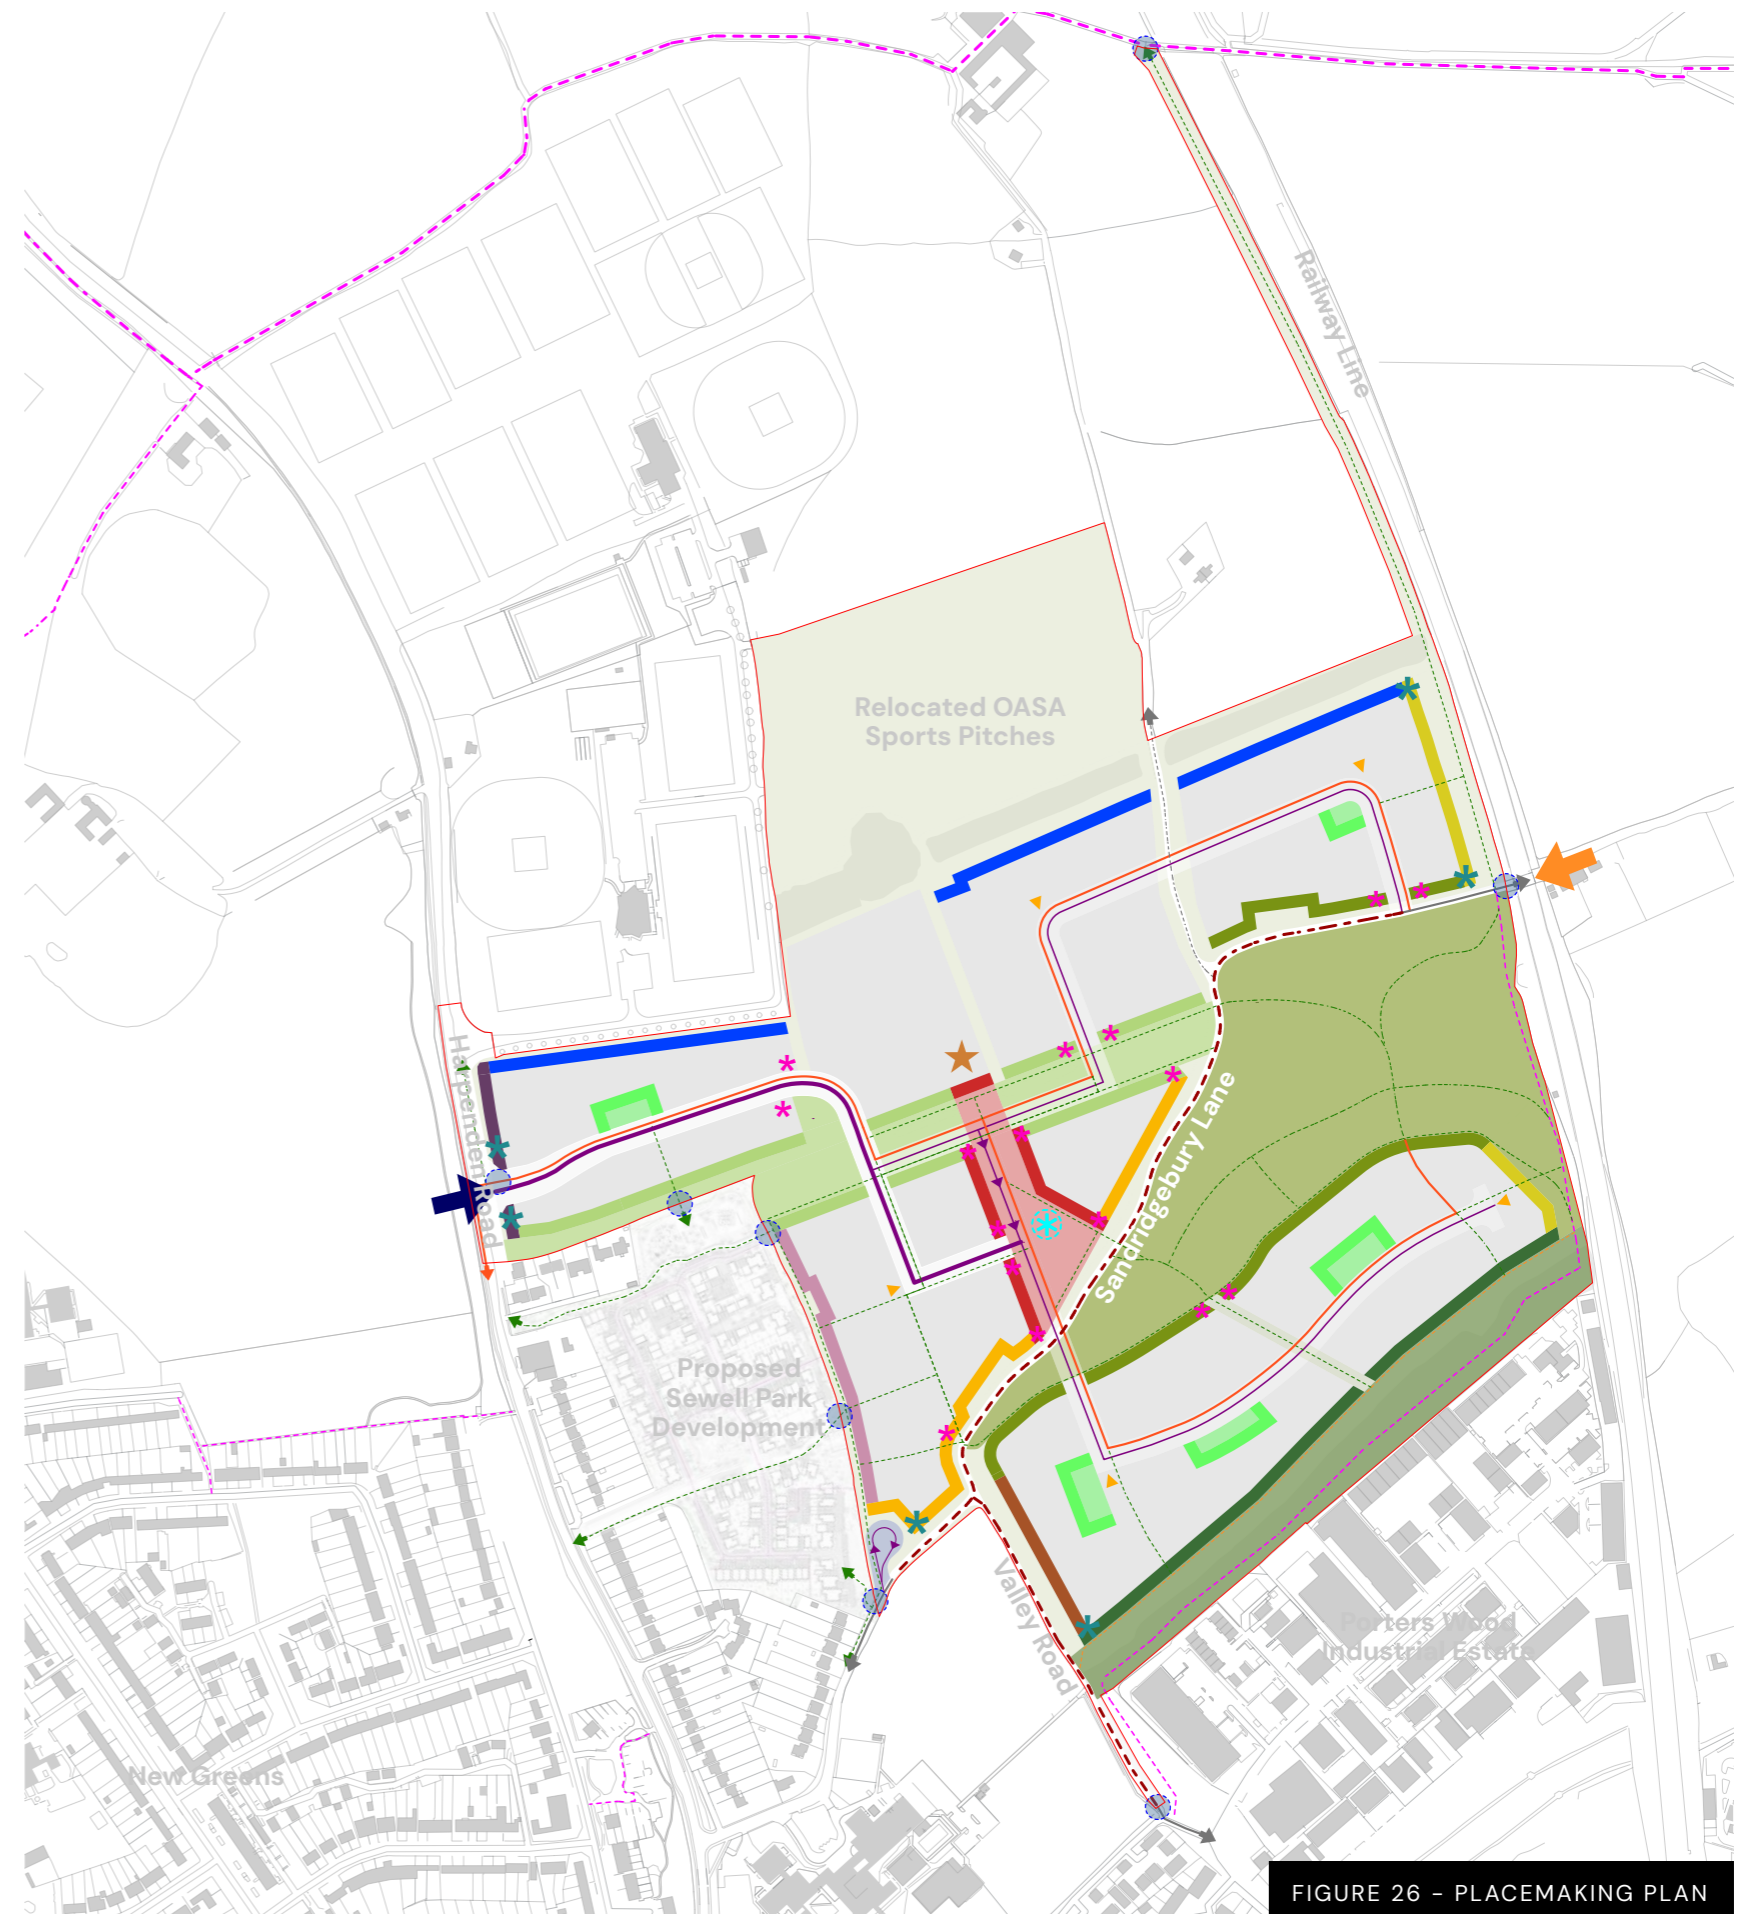 Railway Line
Relocated OASA
Sports Pitches
Harpenden Road
Sandridgebury Lane
Proposed
Sewell Park
Development
Valley Road
Porters Wood
Industrial Estate
New Greens
FIGURE 26 - PLACEMAKING PLAN